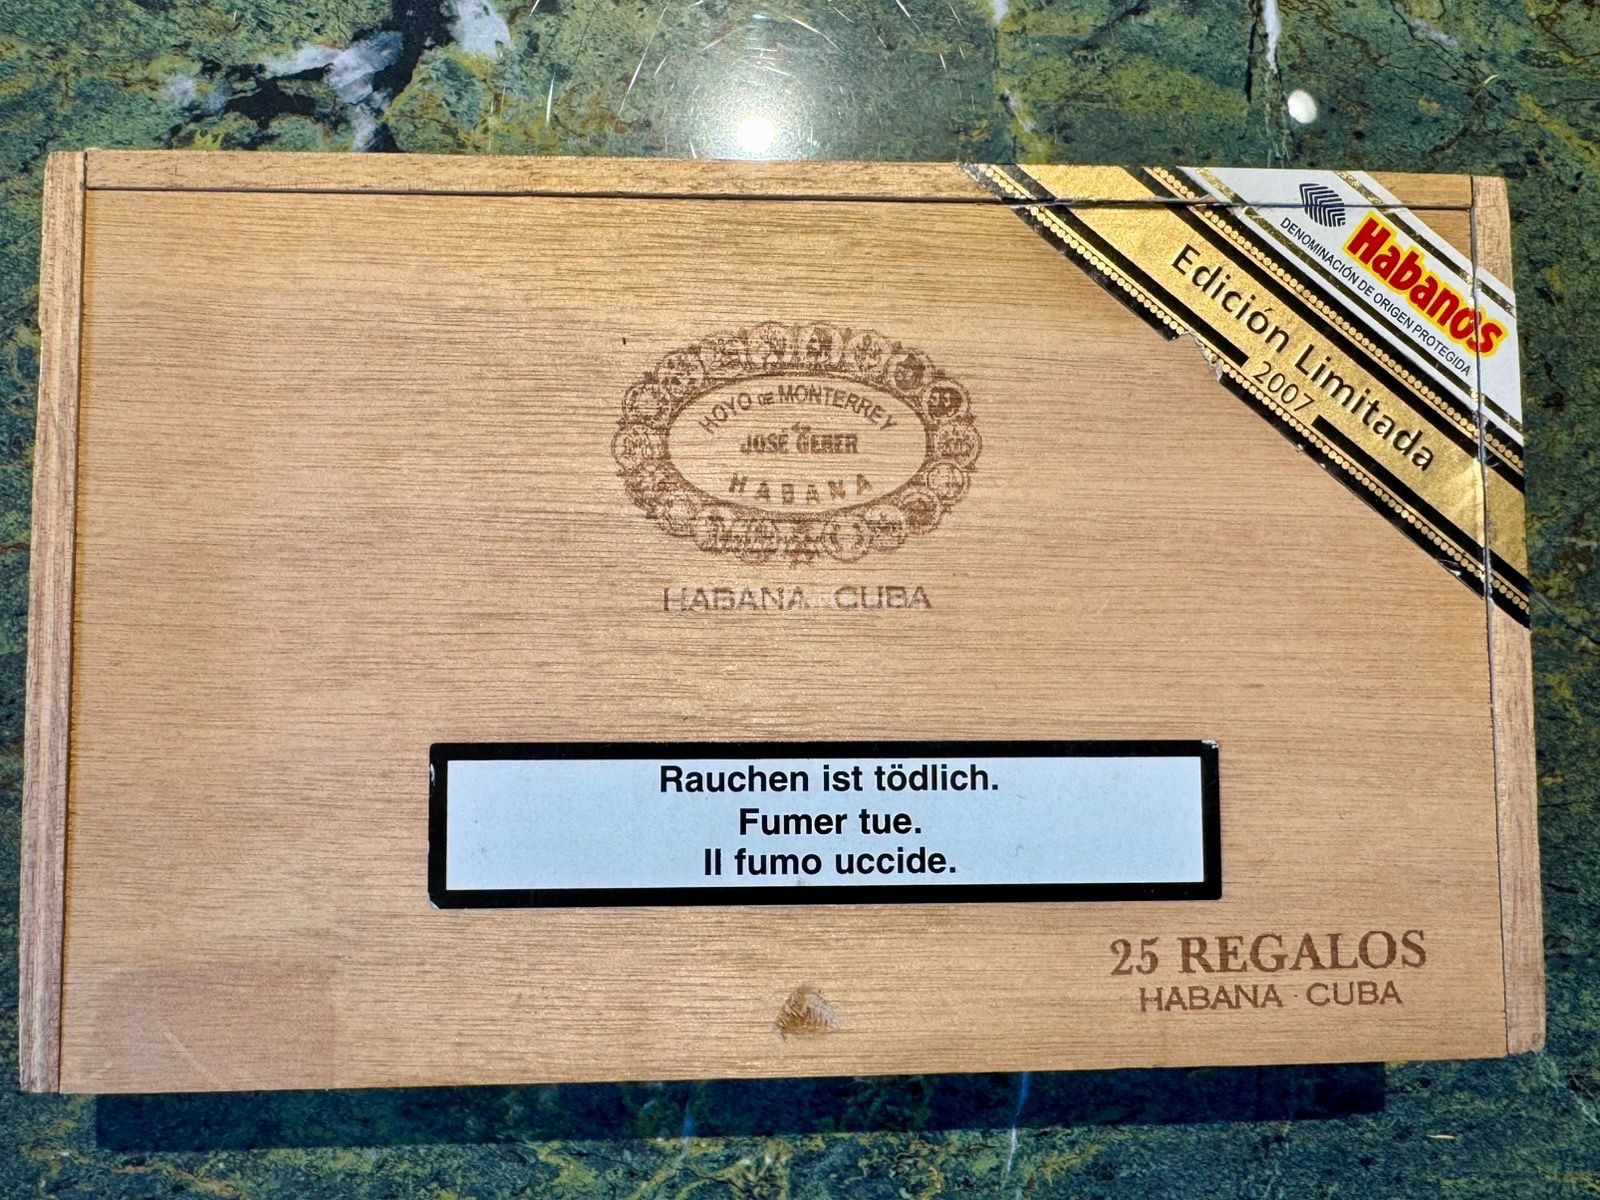 Habanos
DENOMINACIÓN DE ORIGEN PROTEGIDA
Edición Limitada
2007
HOYO DE MONTERREY
de
JOSÉ GENER
HABANA
HABANA CUBA
Rauchen ist tödlich.
Fumer tue.
Il fumo uccide.
25 REGALOS
HABANA · CUBA